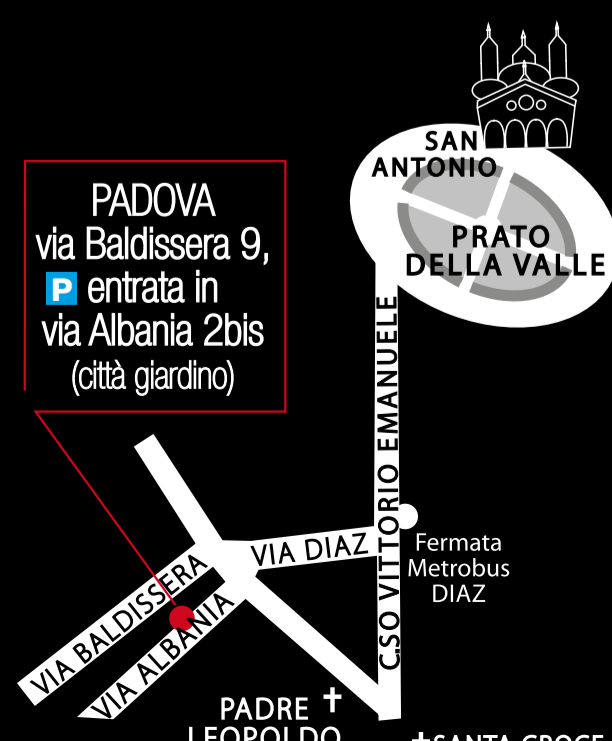 SAN
ANTONIO
PRATO
DELLA VALLE
PADOVA
via Baldissera 9,
P entrata in
via Albania 2bis
(città giardino)
C.SO VITTORIO EMANUELE
VIA DIAZ
Fermata
Metrobus
DIAZ
VIA BALDISSERA
VIA ALBANIA
PADRE
LEOPOLDO
SANTA CROCE